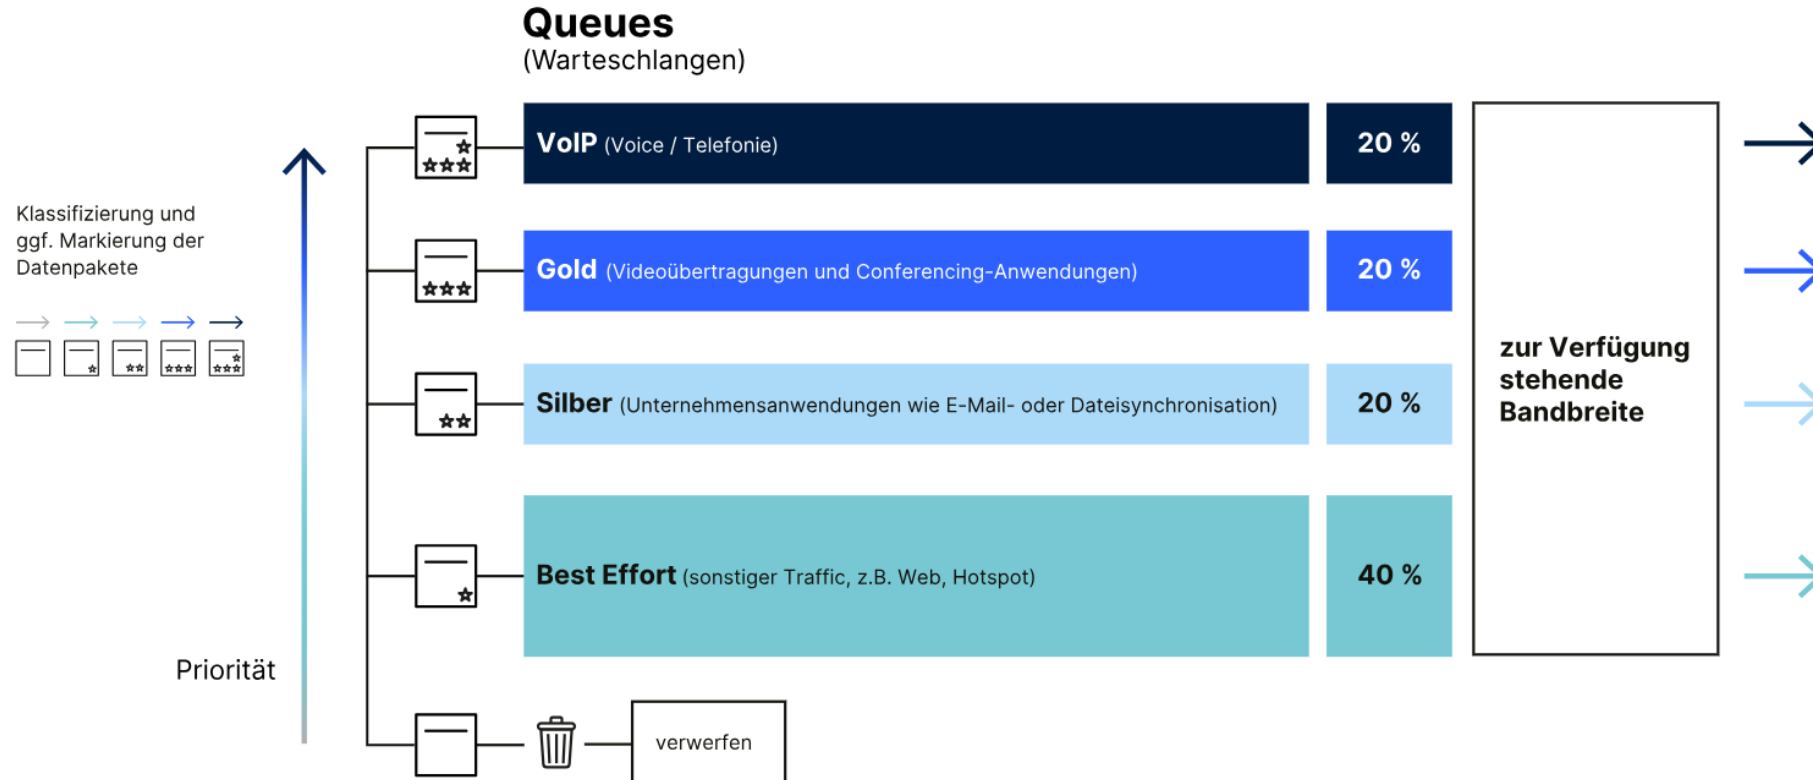 Queues
(Warteschlangen)
Klassifizierung und
ggf. Markierung der
Datenpakete
Priorität
VoIP (Voice / Telefonie)
20 %
Gold (Videoübertragungen und Conferencing-Anwendungen)
20 %
Silber (Unternehmensanwendungen wie E-Mail- oder Dateisynchronisation)
20 %
Best Effort (sonstiger Traffic, z.B. Web, Hotspot)
40 %
verwerfen
zur Verfügung
stehende
Bandbreite